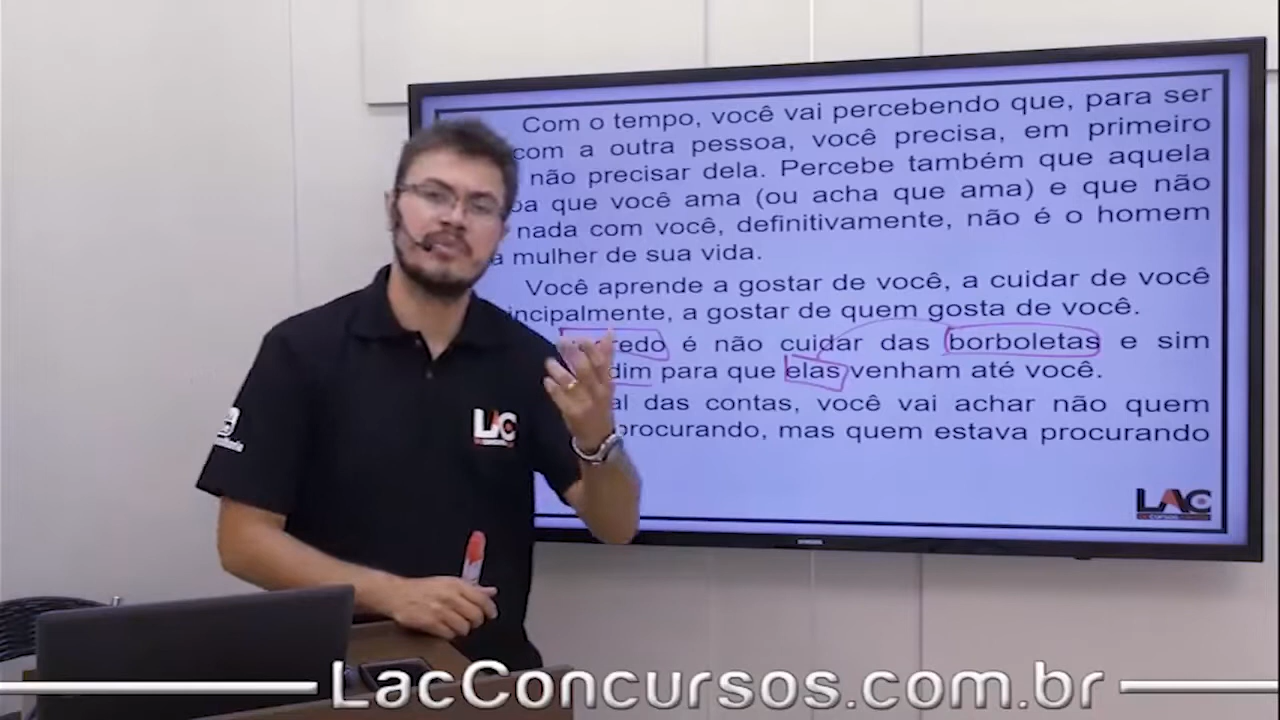 Com o tempo, você vai percebendo que, para ser
com a outra pessoa, você precisa, em primeiro
não precisar dela. Percebe também que aquela
que você ama (ou acha que ama) e que não
nada com você, definitivamente, não é o homem
a mulher de sua vida.
Você aprende a gostar de você, a cuidar de você
incipalmente, a gostar de quem gosta de você.
é não cuidar das borboletas e sim
dim para que elas venham até você.
al das contas, você vai achar não quem
procurando, mas quem estava procurando
LAC
LAC
LacConcursos.com.br